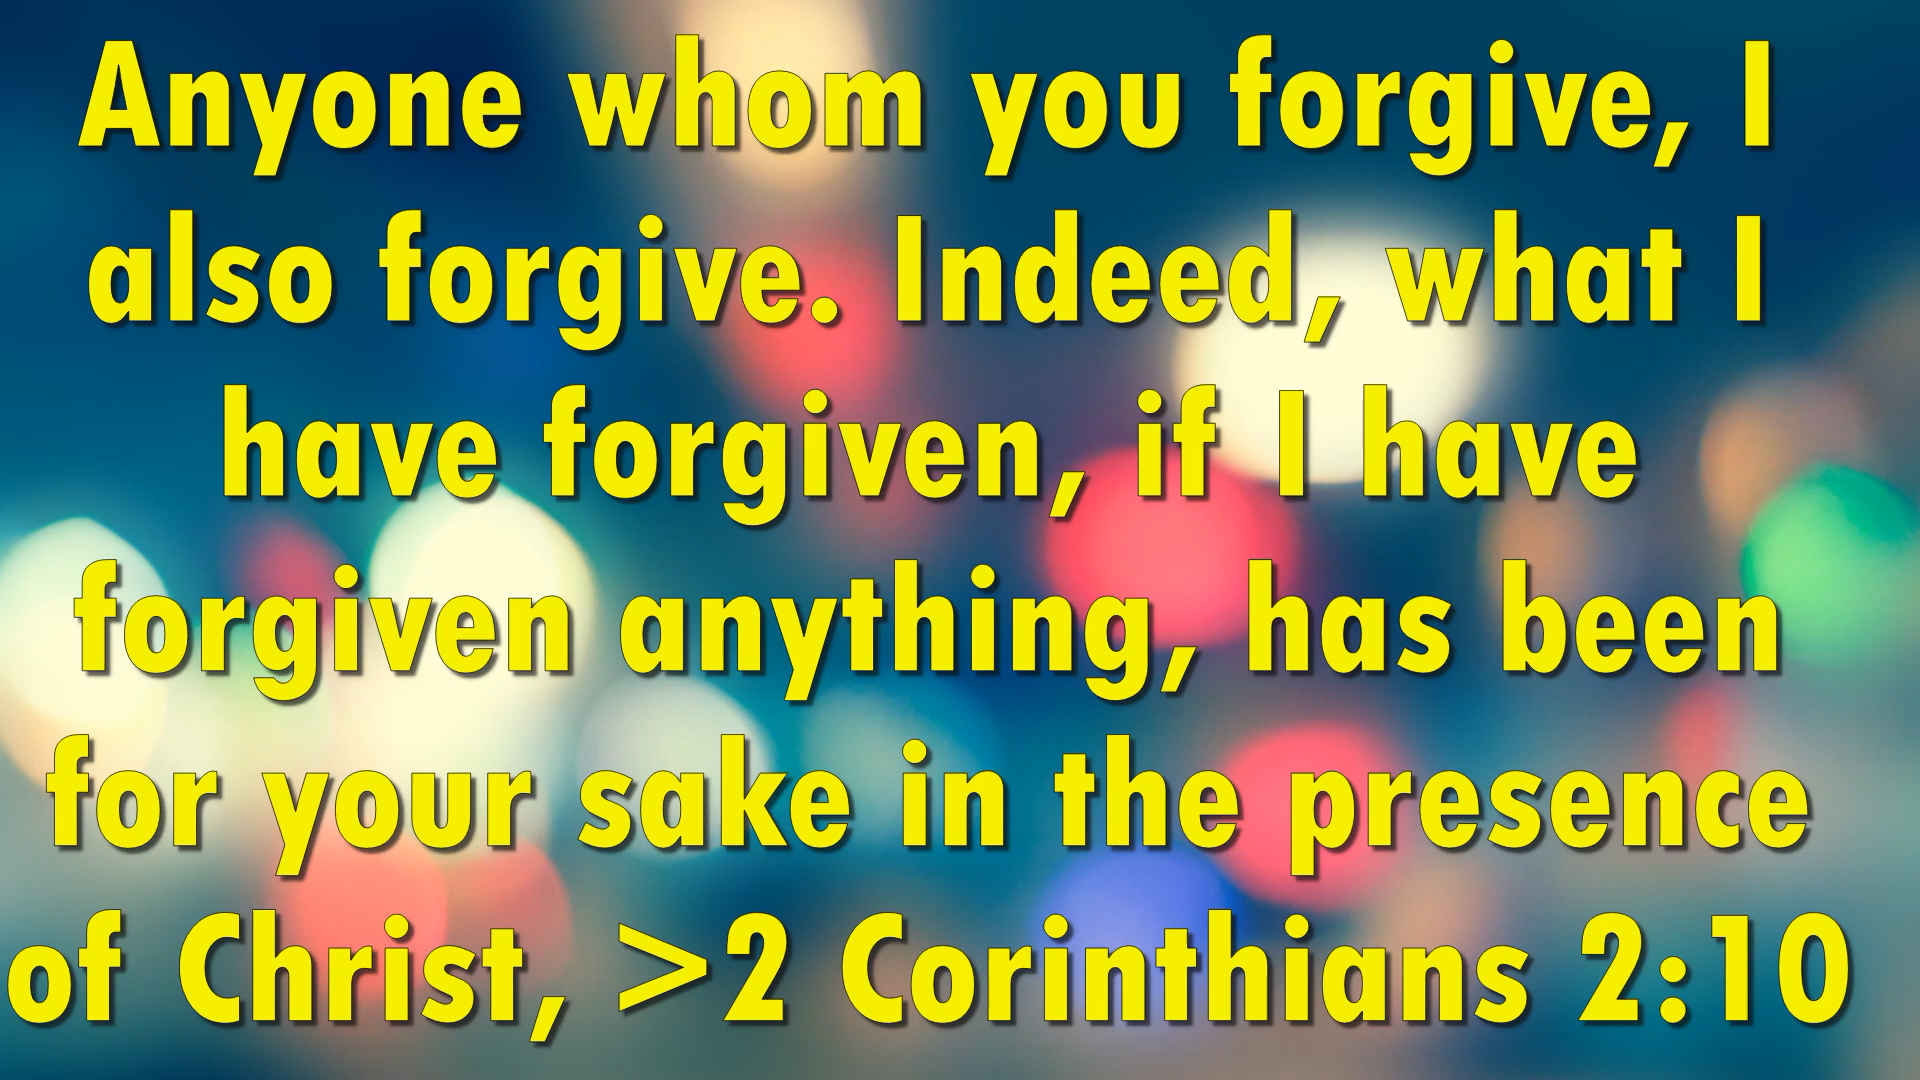 Anyone whom you forgive, I
also forgive. Indeed, what I
have forgiven, if I have
forgiven anything, has been
for your sake in the presence
of Christ, >2 Corinthians 2:10